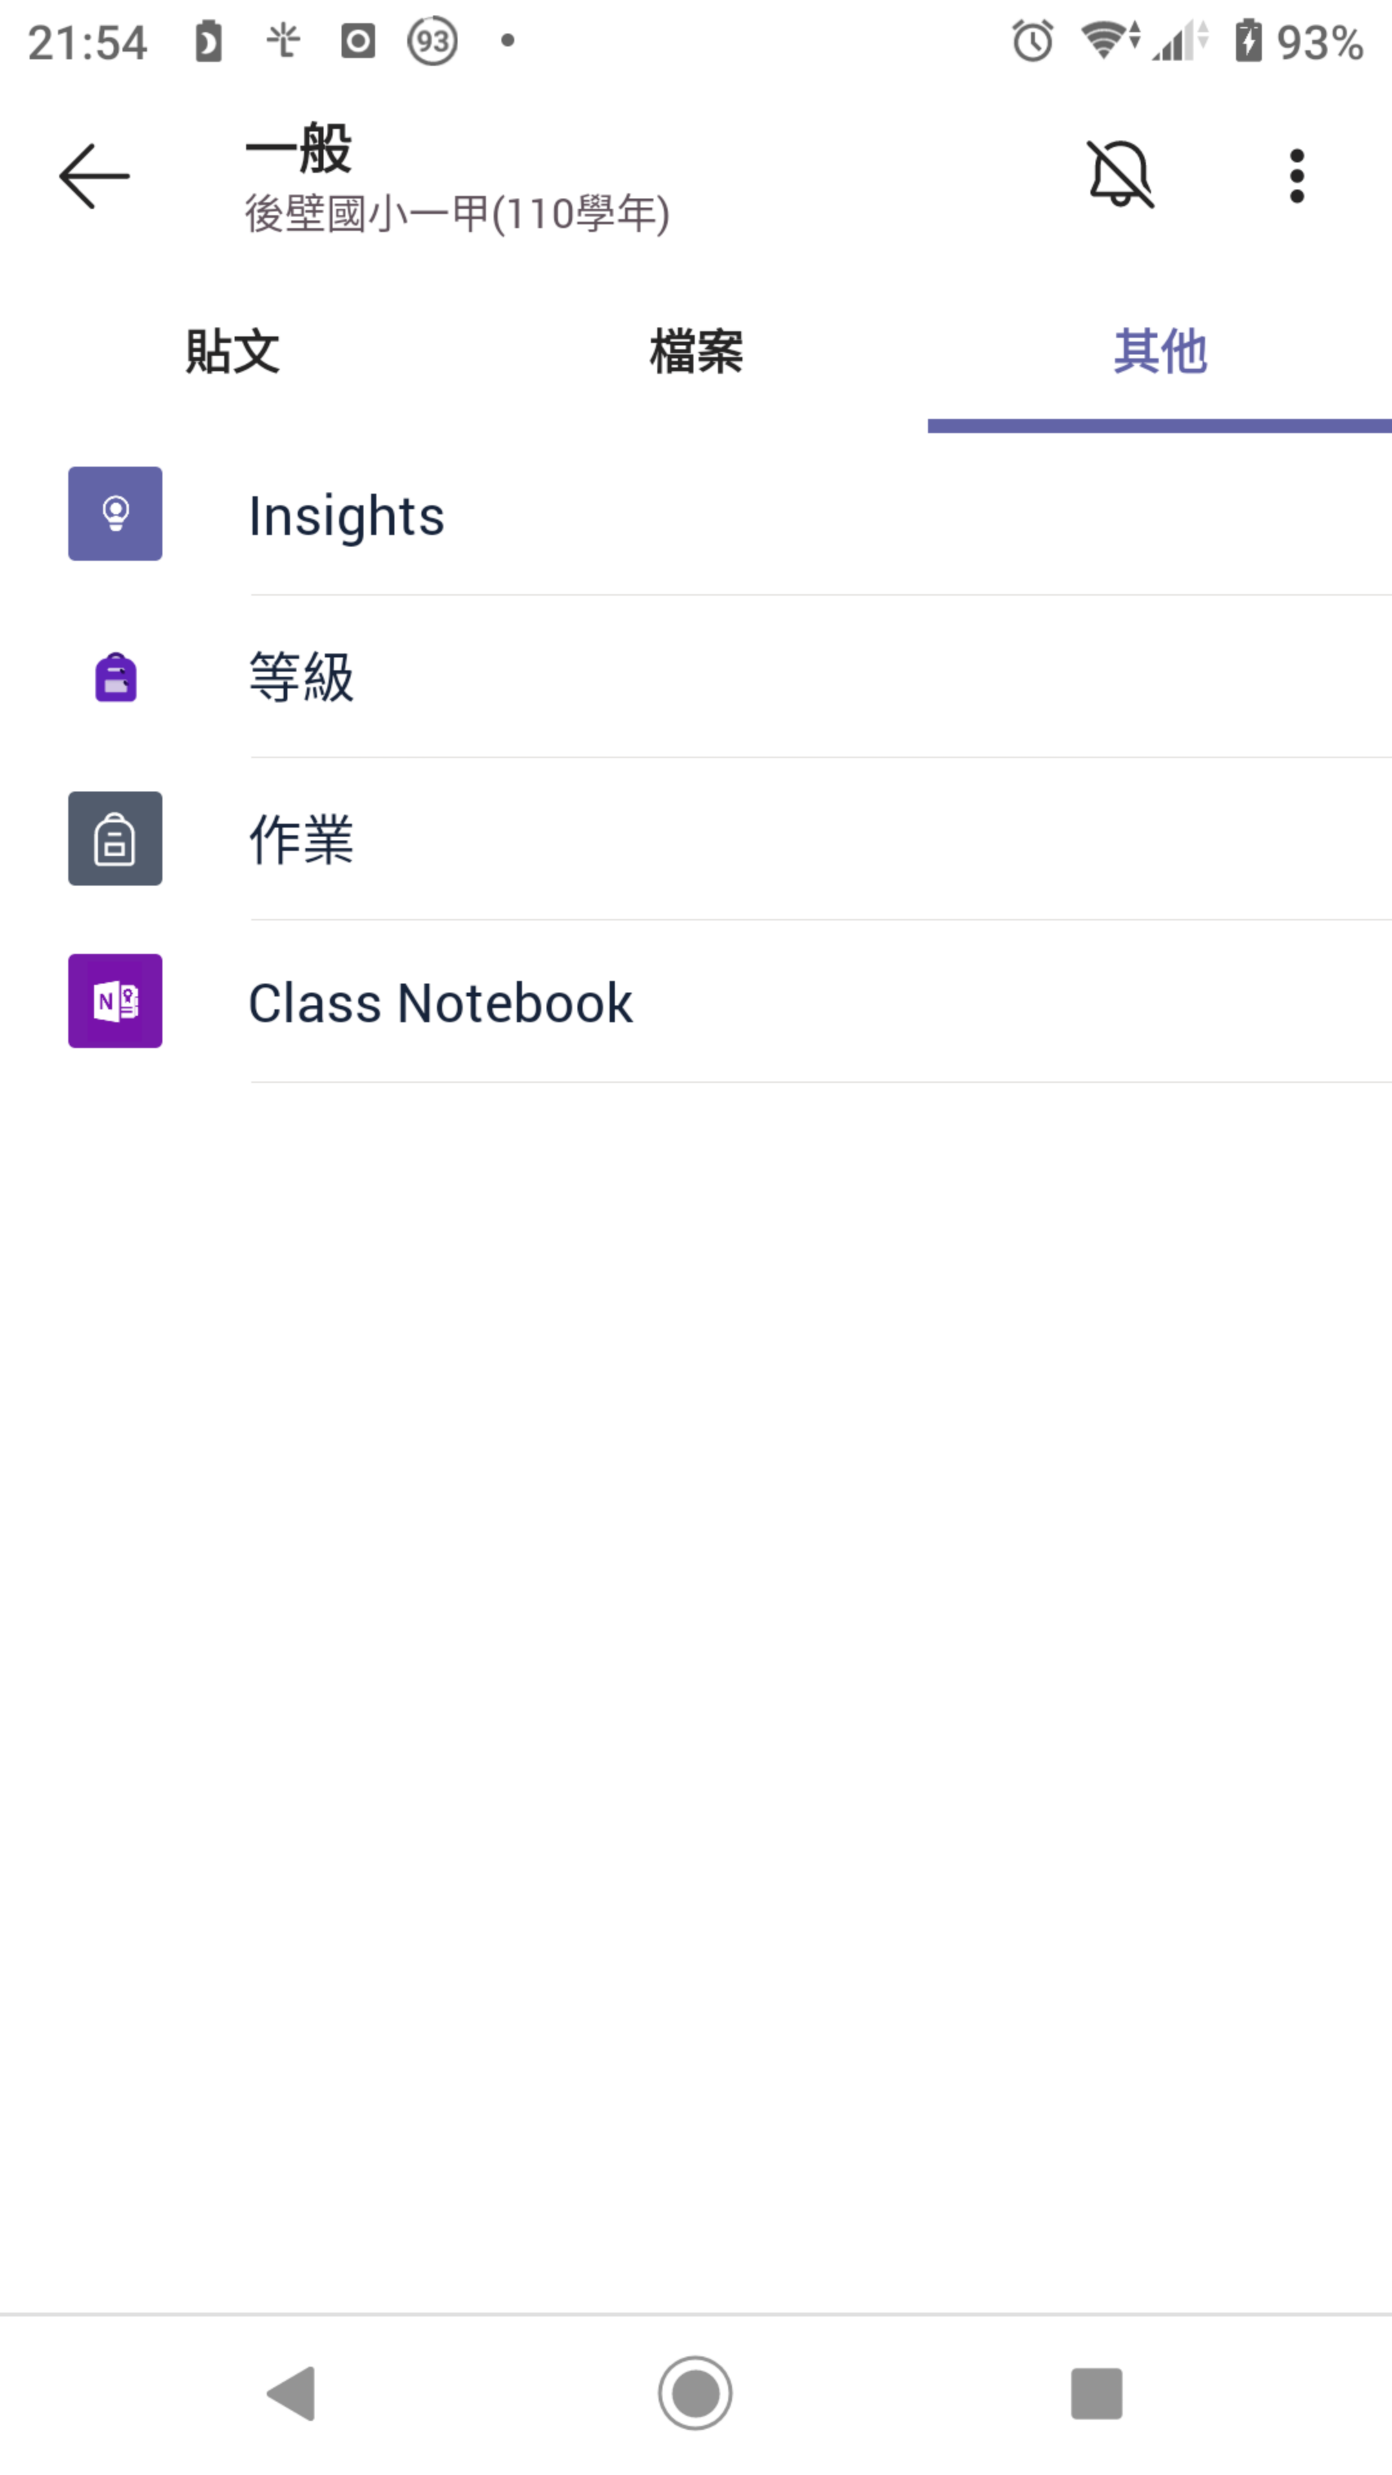 21:54 93 93%
一般
後壁國小一甲(110學年)
貼文 檔案 其他
Insights
等級
作業
N Class Notebook